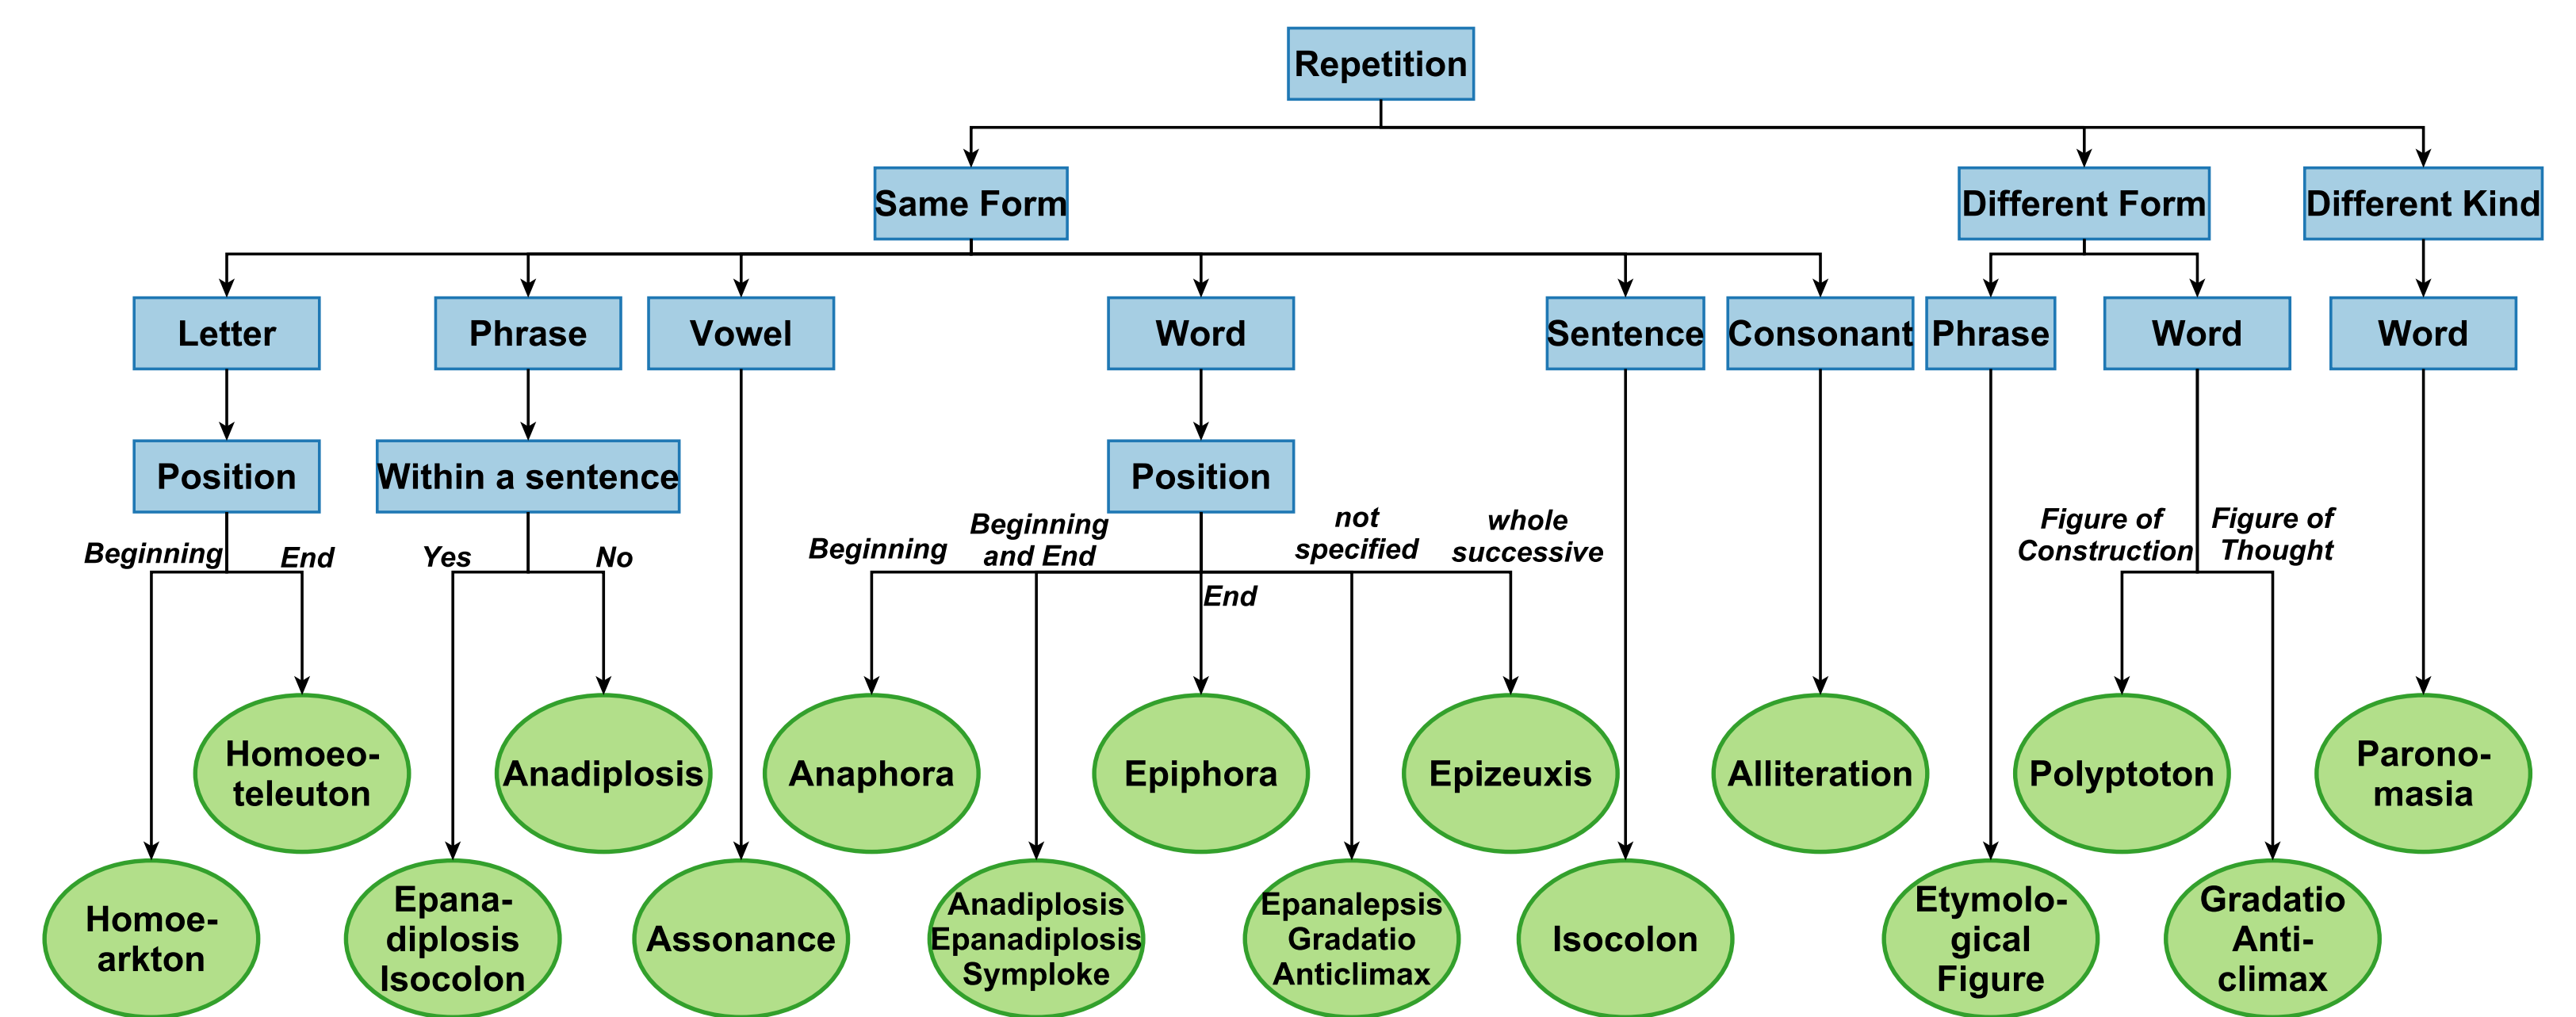 Repetition
Same Form
Different Form
Different Kind
Letter
Phrase
Vowel
Word
Sentence
Consonant
Phrase
Word
Word
Position
Within a sentence
Position
Beginning
End
Yes
No
Beginning
Beginning
and End
End
not
specified
whole
successive
Figure of
Construction
Figure of
Thought
Homoeo-
teleuton
Anadiplosis
Anaphora
Epiphora
Epizeuxis
Alliteration
Polyptoton
Parono-
masia
Homoe-
arkton
Epana-
diplosis
Isocolon
Assonance
Anadiplosis
Epanadiplosis
Symploke
Epanalepsis
Gradatio
Anticlimax
Isocolon
Etymolo-
gical
Figure
Gradatio
Anti-
climax